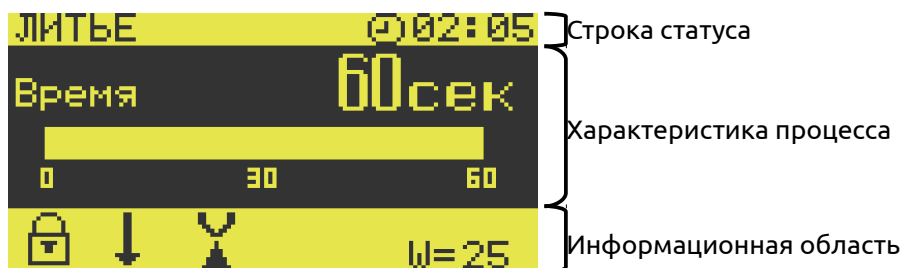 ЛИТЬЕ 02:05
Строка статуса
Время 60сек
Характеристика процесса
0 30 60
W=25
Информационная область